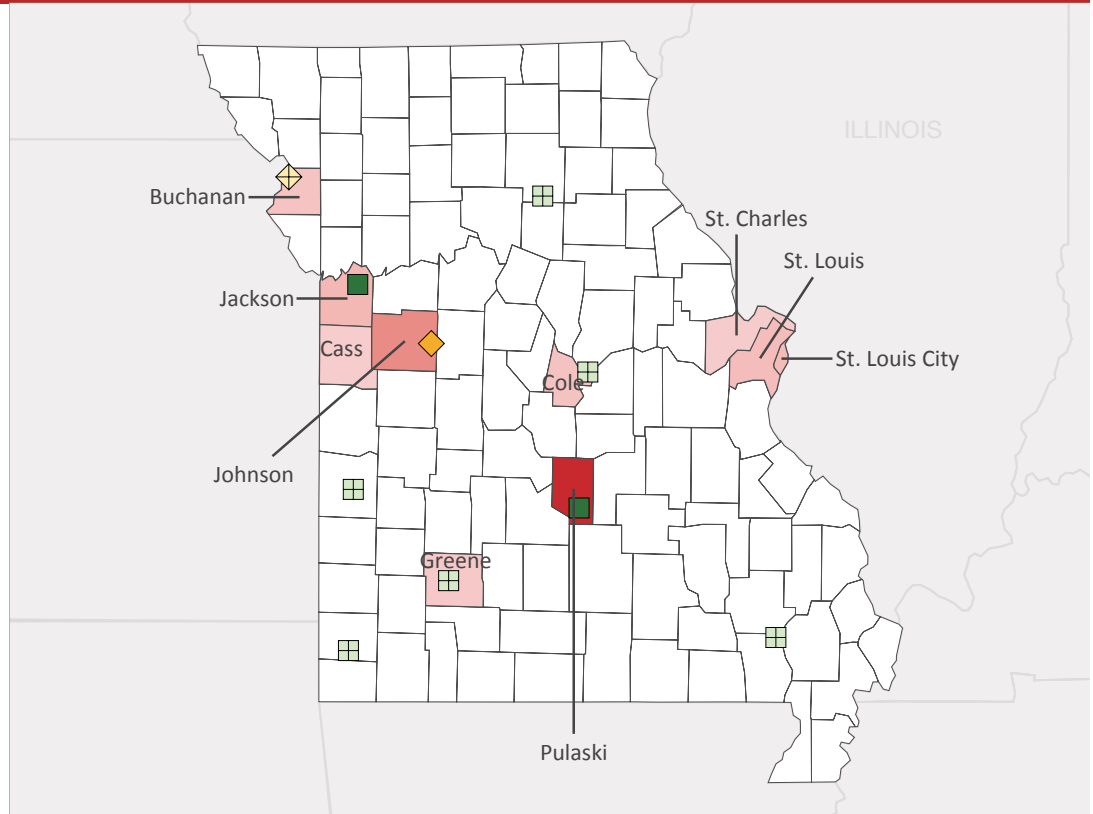 ILLINOIS
Buchanan
St. Charles
St. Louis
Jackson
Cass
St. Louis City
Cole
Johnson
Greene
Pulaski